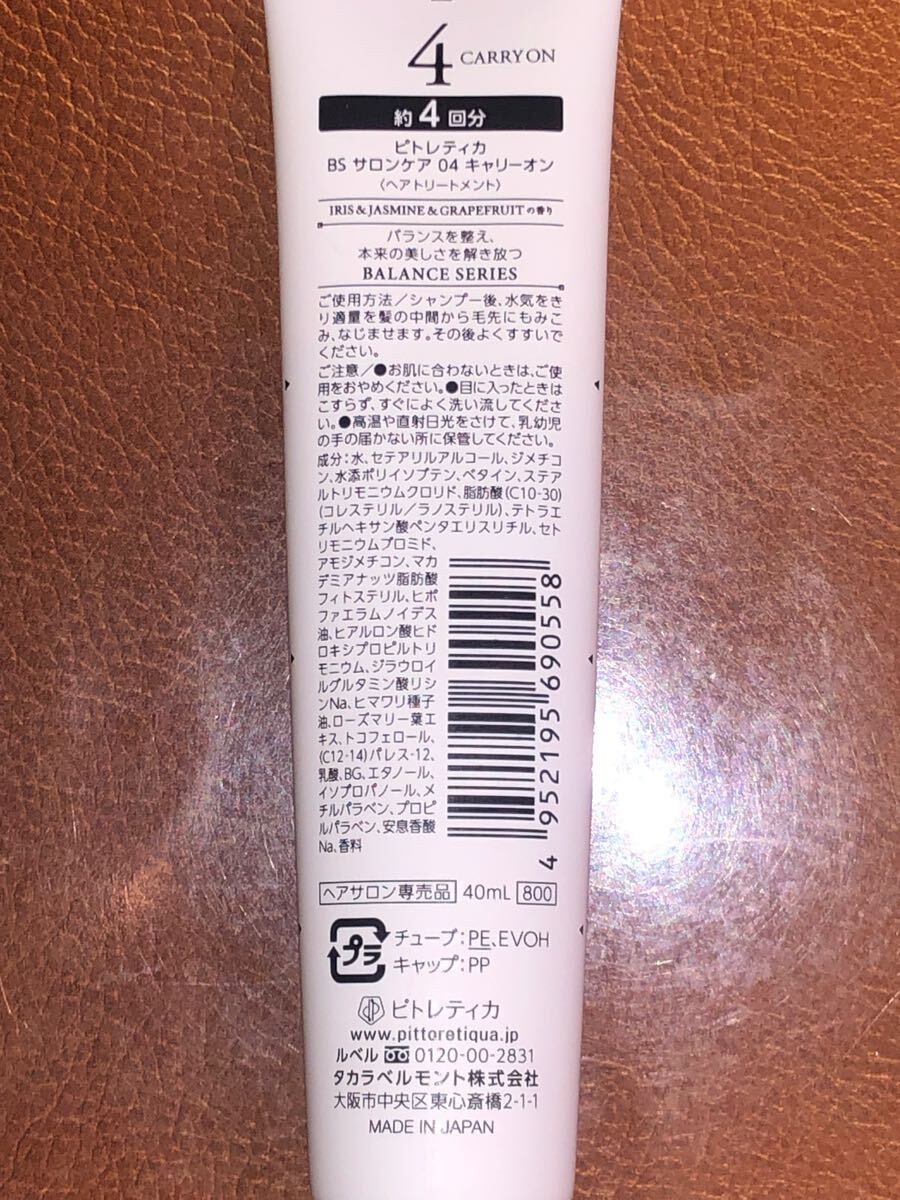 4 CARRY ON
約4回分
ピトレティカ
BS サロンケア 04 キャリーオン
〈ヘアトリートメント〉
IRIS & JASMINE & GRAPEFRUITの香り
バランスを整え、
本来の美しさを解き放つ
BALANCE SERIES
ご使用方法／シャンプー後、水気をき
り適量を髪の中間から毛先にもみこ
み、なじませます。その後よくすすいで
ください。
ご注意／●お肌に合わないときは、ご使
用をおやめください。●目に入ったときは
こすらず、すぐによく洗い流してくださ
い。●高温や直射日光をさけて、乳幼児
の手の届かない所に保管してください。
成分：水、セテアリルアルコール、ジメチコ
ン、水添ポリイソブテン、ベタイン、ステア
ルトリモニウムクロリド、脂肪酸(C10-30)
(コレステリル／ラノステリル)、テトラエ
チルヘキサン酸ペンタエリスリチル、セト
リモニウムブロミド、
アモジメチコン、マカ
デミアナッツ脂肪酸
フィトステリル、ヒポ
ファエラムノイデス
油、ヒアルロン酸ヒド
ロキシプロピルトリ
モニウム、ジラウロイ
ルグルタミン酸リシ
ンNa、ヒマワリ種子
油、ローズマリー葉エ
キス、トコフェロール、
(C12-14)パレス-12、
乳酸、BG、エタノール、
イソプロパノール、メ
チルパラベン、プロピ
ルパラベン、安息香酸
Na、香料
4 952195 690558
ヘアサロン専売品 40mL 800
プラ
チューブ：PE、EVOH
キャップ：PP
ピトレティカ
www.pittoretiqua.jp
ルベル 0120-00-2831
タカラベルモント株式会社
大阪市中央区東心斎橋2-1-1
MADE IN JAPAN